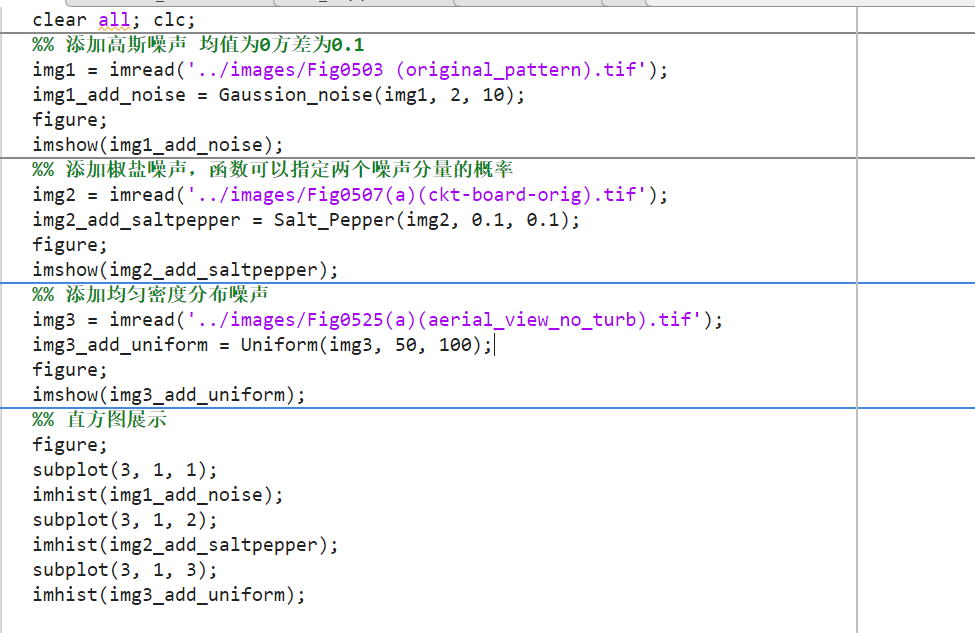 clear all; clc;
%% 添加高斯噪声 均值为0方差为0.1
img1 = imread('../images/Fig0503 (original_pattern).tif');
img1_add_noise = Gaussion_noise(img1, 2, 10);
figure;
imshow(img1_add_noise);
%% 添加椒盐噪声，函数可以指定两个噪声分量的概率
img2 = imread('../images/Fig0507(a)(ckt-board-orig).tif');
img2_add_saltpepper = Salt_Pepper(img2, 0.1, 0.1);
figure;
imshow(img2_add_saltpepper);
%% 添加均匀密度分布噪声
img3 = imread('../images/Fig0525(a)(aerial_view_no_turb).tif');
img3_add_uniform = Uniform(img3, 50, 100);
figure;
imshow(img3_add_uniform);
%% 直方图展示
figure;
subplot(3, 1, 1);
imhist(img1_add_noise);
subplot(3, 1, 2);
imhist(img2_add_saltpepper);
subplot(3, 1, 3);
imhist(img3_add_uniform);